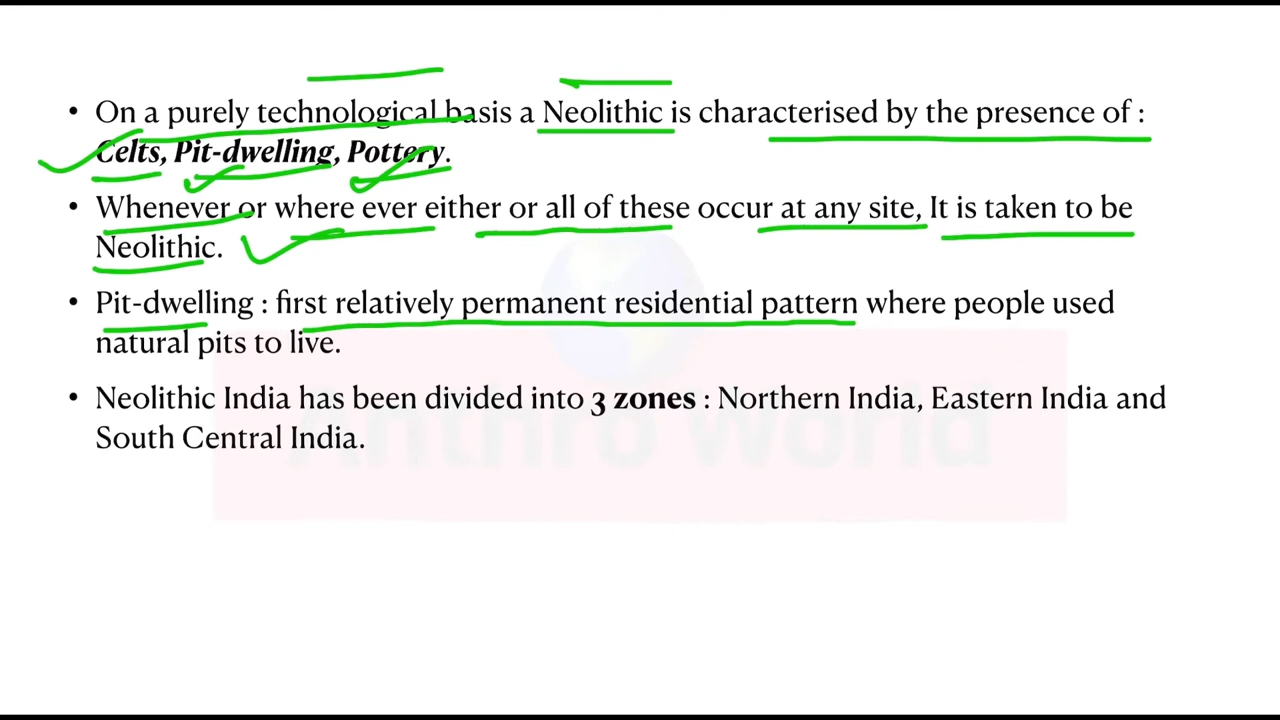 • On a purely technological basis a Neolithic is characterised by the presence of :
Celts, Pit-dwelling, Pottery.
• Whenever or where ever either or all of these occur at any site, It is taken to be
Neolithic.
• Pit-dwelling : first relatively permanent residential pattern where people used
natural pits to live.
• Neolithic India has been divided into 3 zones : Northern India, Eastern India and
South Central India.
Anthro World